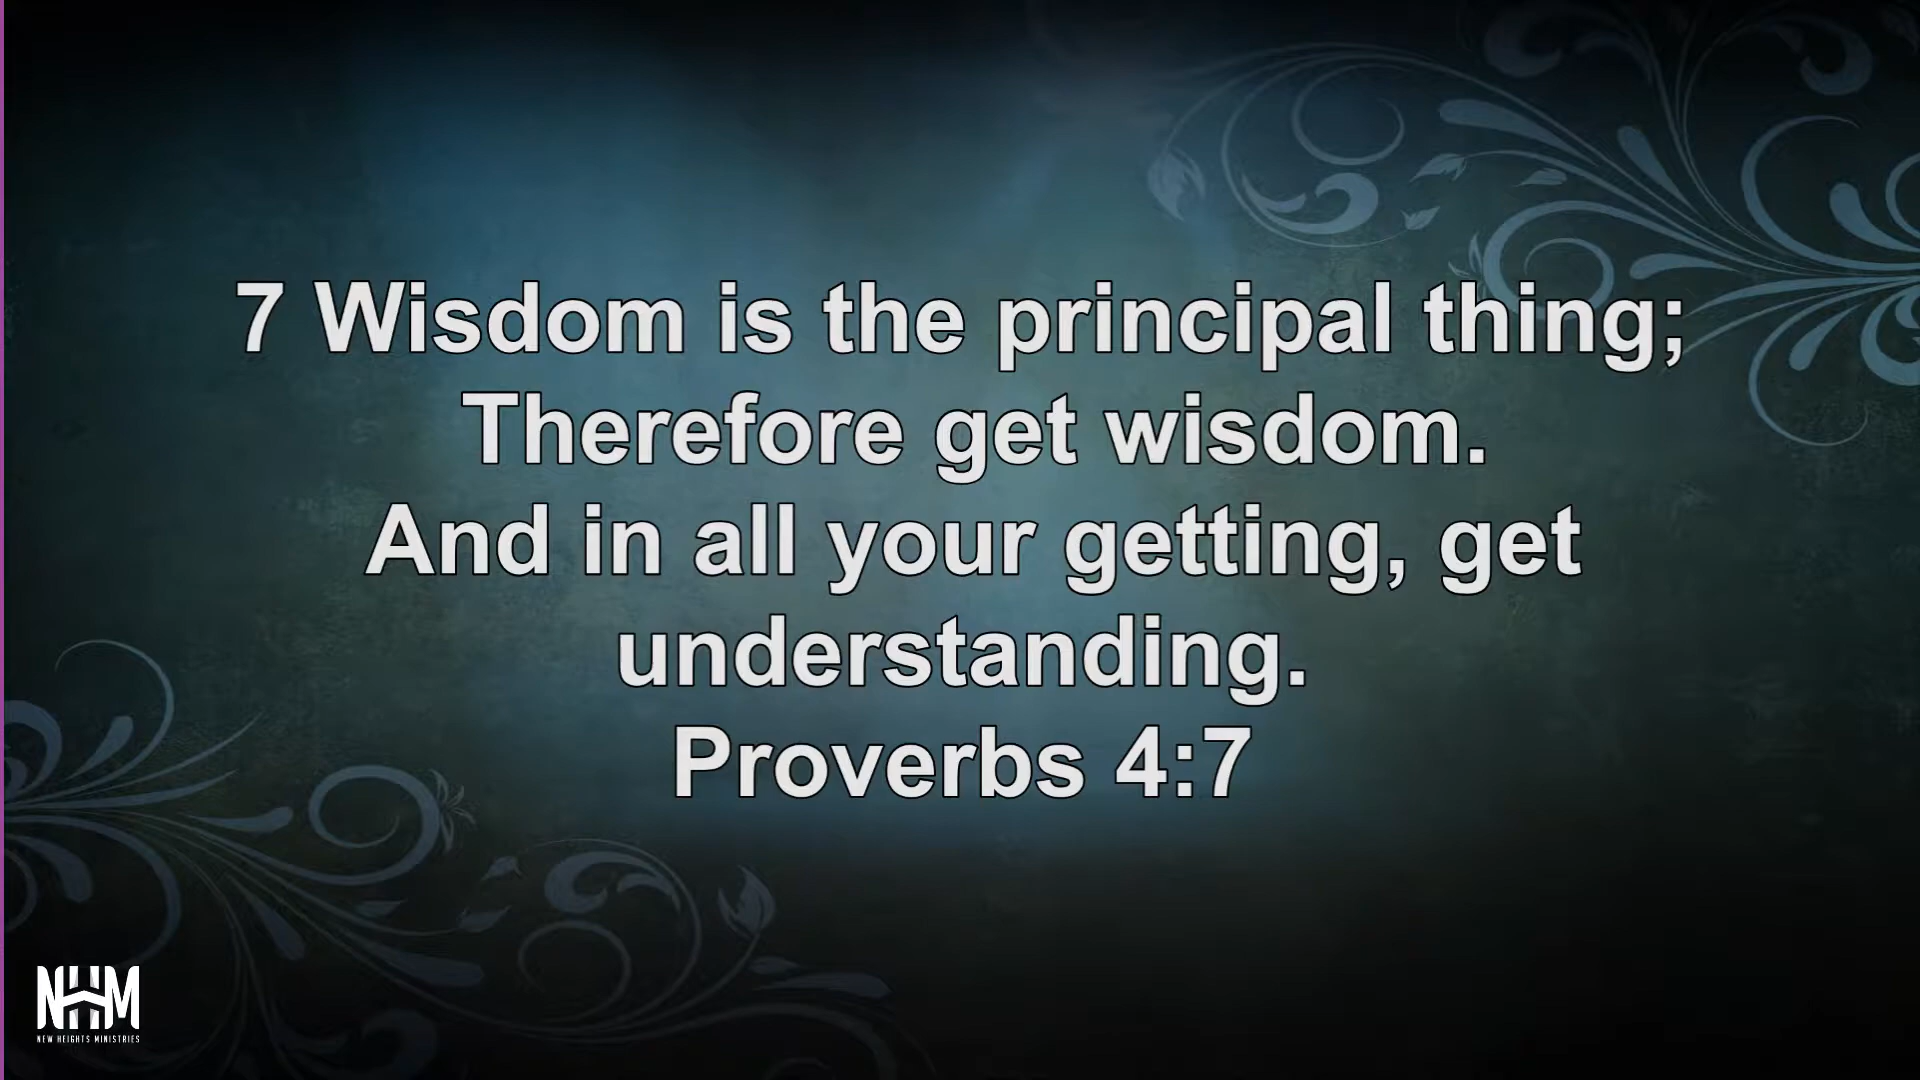 7 Wisdom is the principal thing;
Therefore get wisdom.
And in all your getting, get
understanding.
Proverbs 4:7
NHM
NEW HEIGHTS MINISTRIES